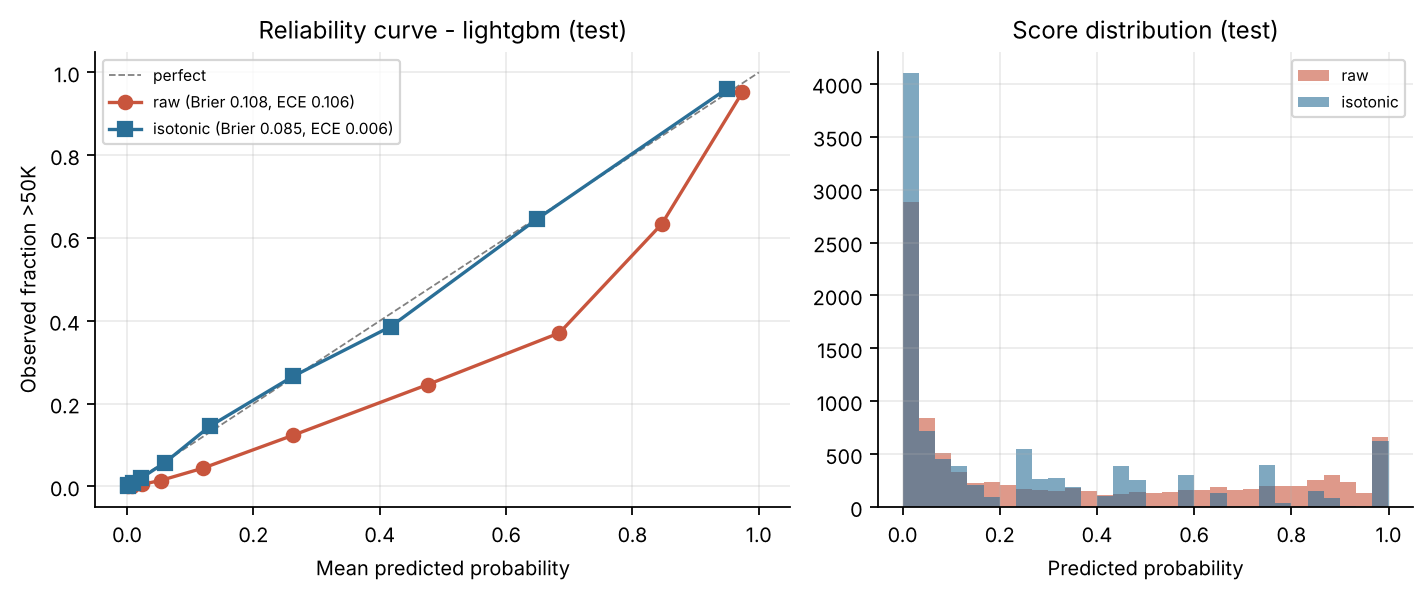 Reliability curve - lightgbm (test)
perfect
raw (Brier 0.108, ECE 0.106)
isotonic (Brier 0.085, ECE 0.006)
Observed fraction >50K
1.0
0.8
0.6
0.4
0.2
0.0
0.0 0.2 0.4 0.6 0.8 1.0
Mean predicted probability
Score distribution (test)
raw
isotonic
4000
3500
3000
2500
2000
1500
1000
500
0
0.0 0.2 0.4 0.6 0.8 1.0
Predicted probability